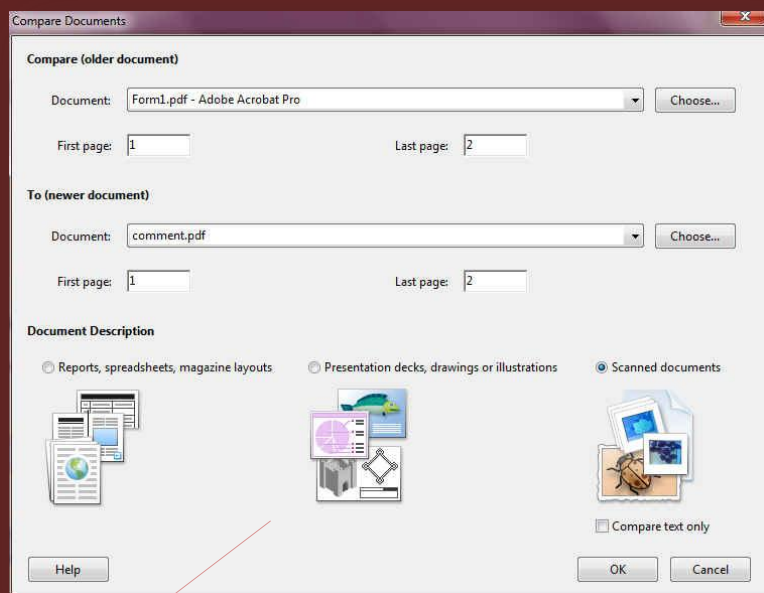 Compare Documents
Compare (older document)
Document: Form1.pdf - Adobe Acrobat Pro Choose...
First page: 1 Last page: 2
To (newer document)
Document: comment.pdf Choose...
First page: 1 Last page: 2
Document Description
Reports, spreadsheets, magazine layouts Presentation decks, drawings or illustrations Scanned documents
Compare text only
Help OK Cancel